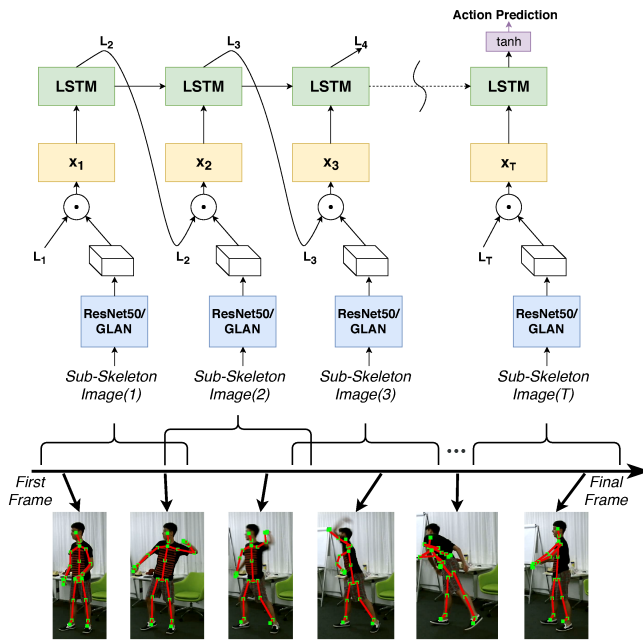 Action Prediction
tanh
L2 L3 L4
LSTM LSTM LSTM LSTM
x1 x2 x3 xT
L1 L2 L3 LT
ResNet50/ ResNet50/ ResNet50/ ResNet50/
GLAN GLAN GLAN GLAN
Sub-Skeleton Sub-Skeleton Sub-Skeleton Sub-Skeleton
Image(1) Image(2) Image(3) Image(T)
First Final
Frame Frame